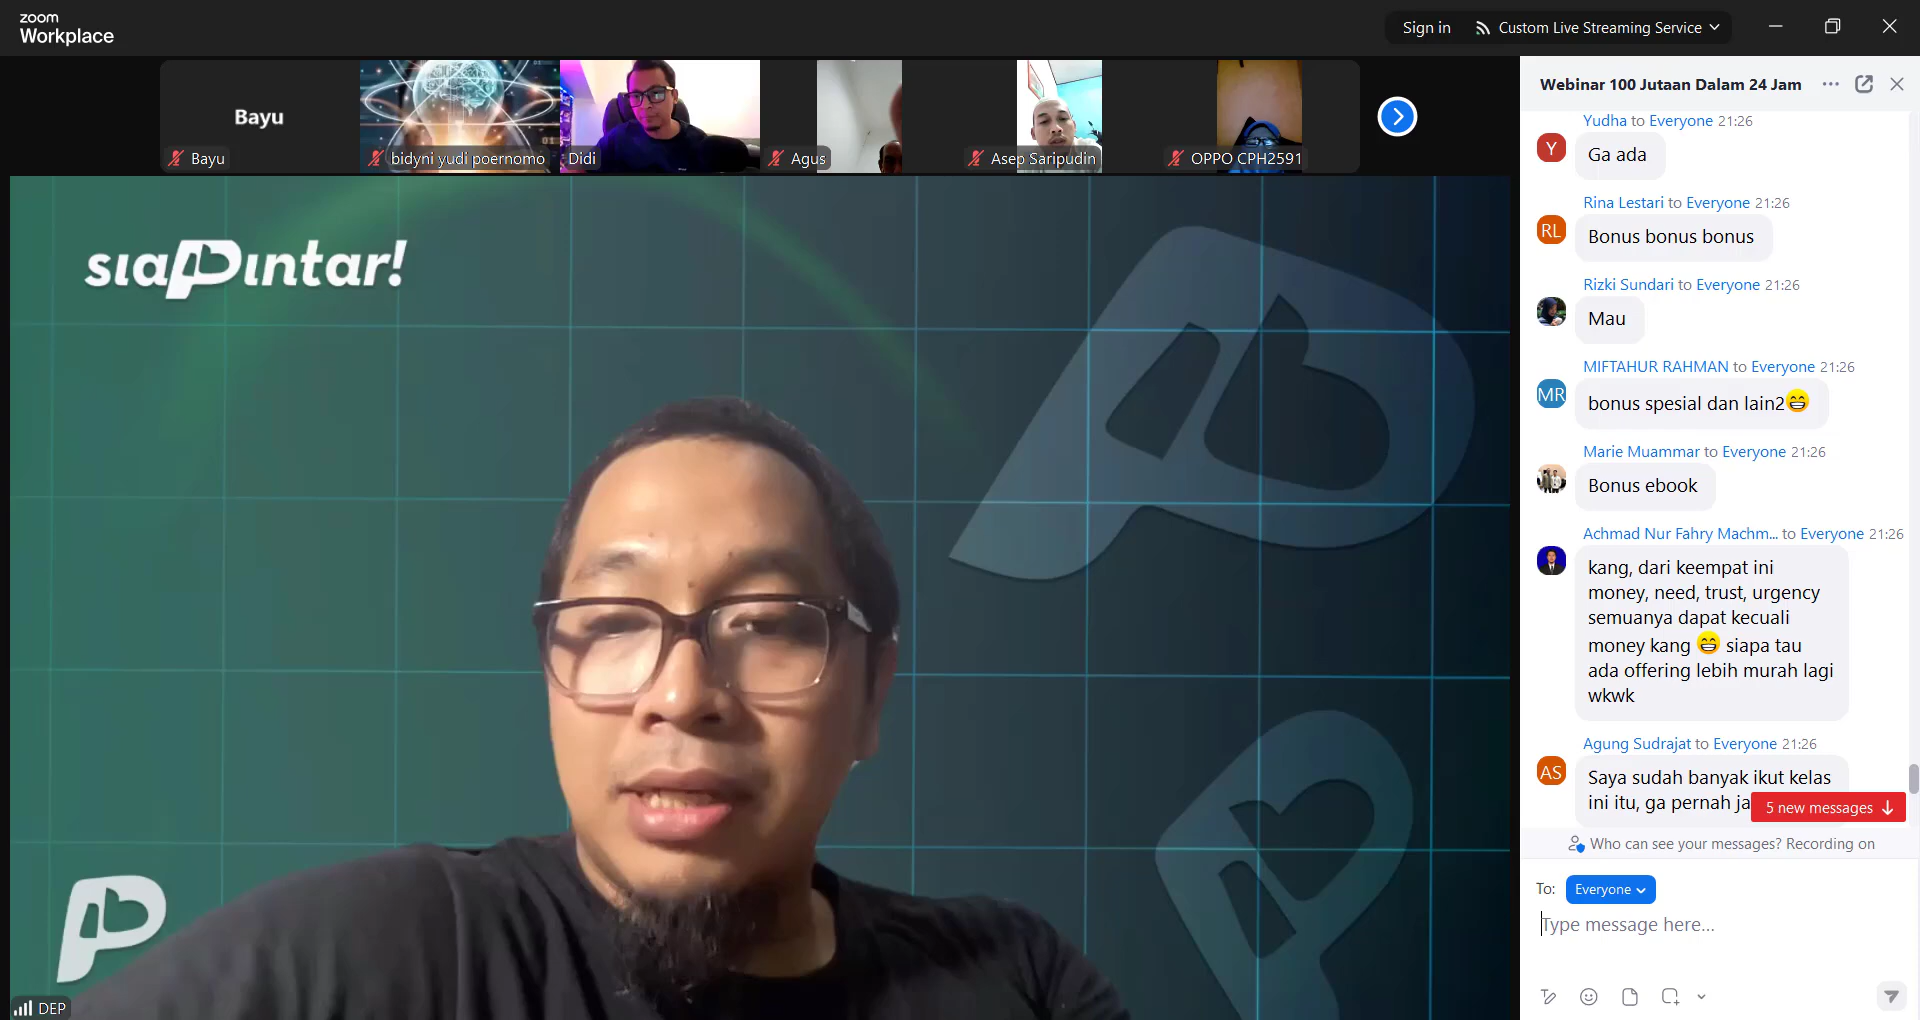 zoom
Workplace
Sign in
Custom Live Streaming Service
Bayu
Bayu
bidyni yudi poernomo
Didi
Agus
Asep Saripudin
OPPO CPH2591
sıapıntar!
DEP
Webinar 100 Jutaan Dalam 24 Jam
Yudha to Everyone 21:26
Y
Ga ada
Rina Lestari to Everyone 21:26
RL
Bonus bonus bonus
Rizki Sundari to Everyone 21:26
Mau
MIFTAHUR RAHMAN to Everyone 21:26
MR
bonus spesial dan lain2😁
Marie Muammar to Everyone 21:26
Bonus ebook
Achmad Nur Fahry Machm... to Everyone 21:26
kang, dari keempat ini
money, need, trust, urgency
semuanya dapat kecuali
money kang 😁 siapa tau
ada offering lebih murah lagi
wkwk
Agung Sudrajat to Everyone 21:26
AS
Saya sudah banyak ikut kelas
ini itu, ga pernah ja
5 new messages
Who can see your messages? Recording on
To: Everyone
Type message here...